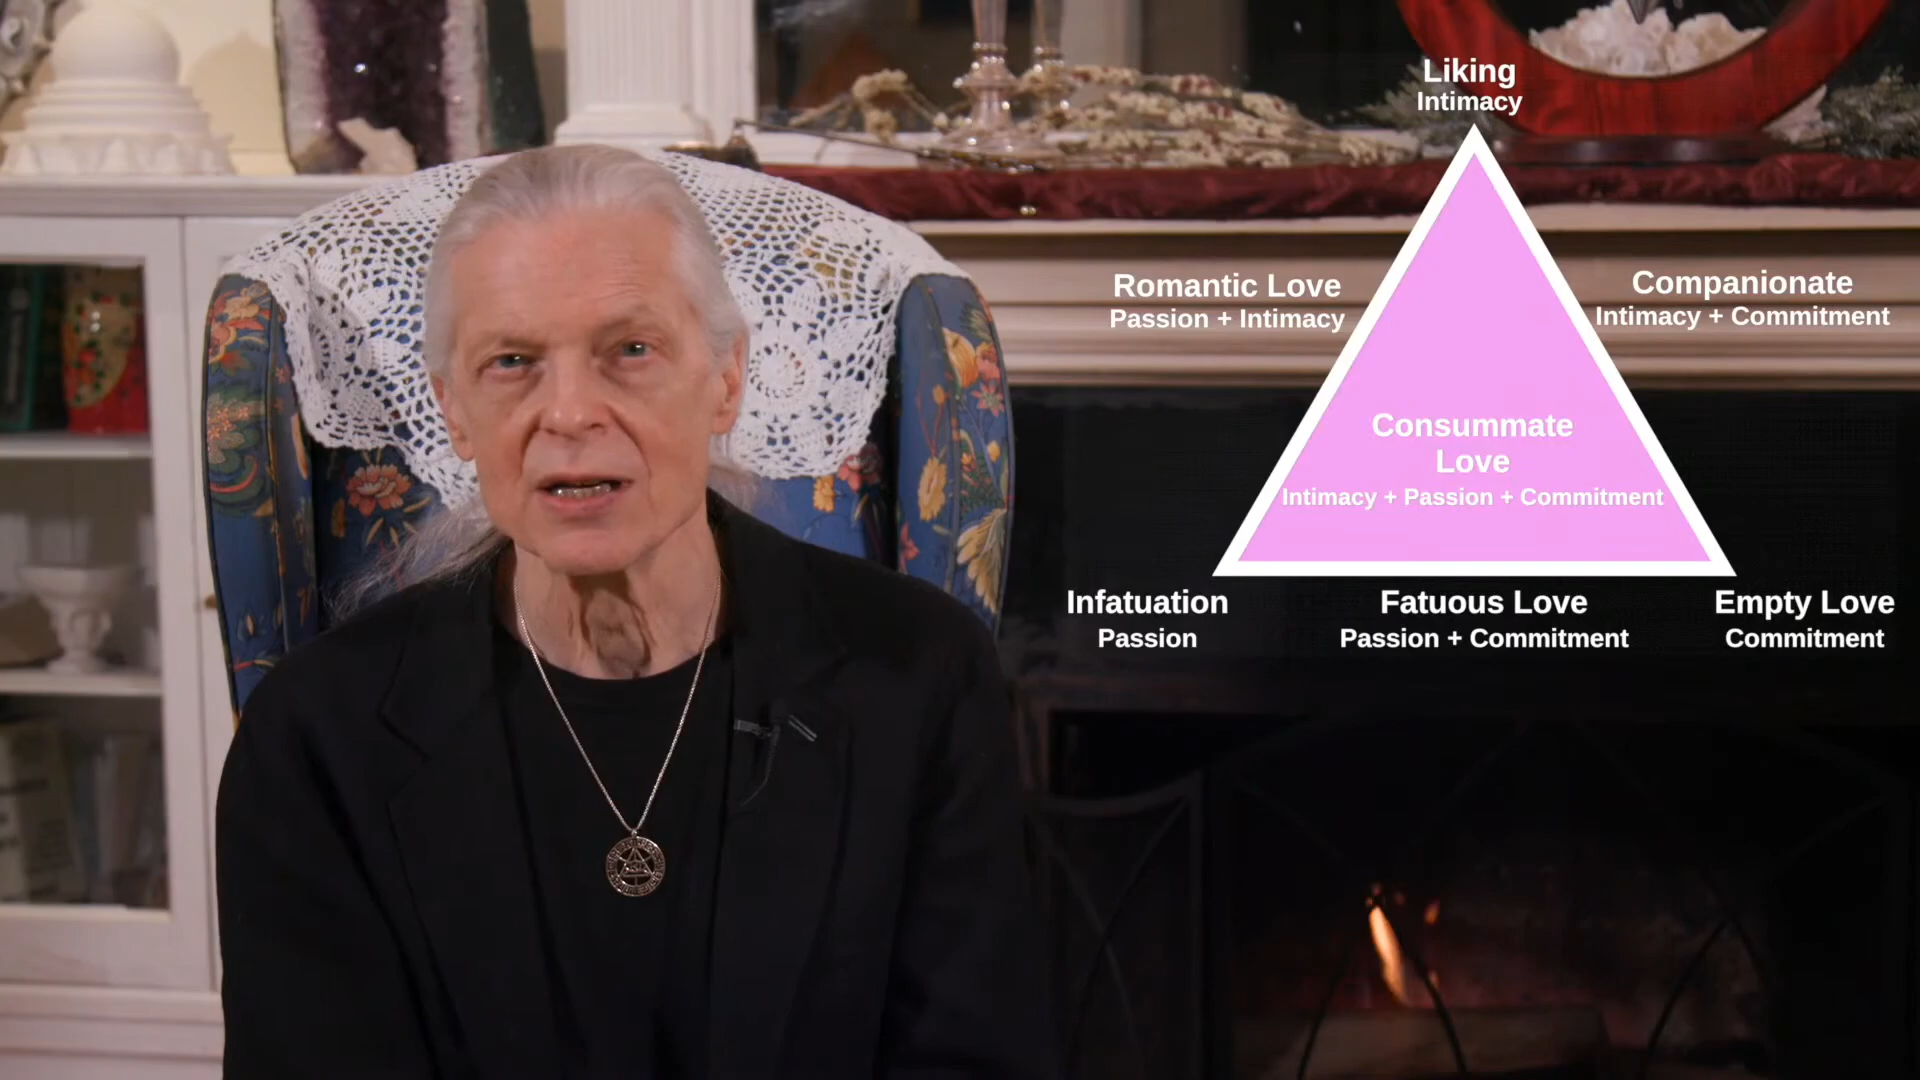 Liking
Intimacy
Romantic Love
Passion + Intimacy
Companionate
Intimacy + Commitment
Consummate
Love
Intimacy + Passion + Commitment
Infatuation
Passion
Fatuous Love
Passion + Commitment
Empty Love
Commitment